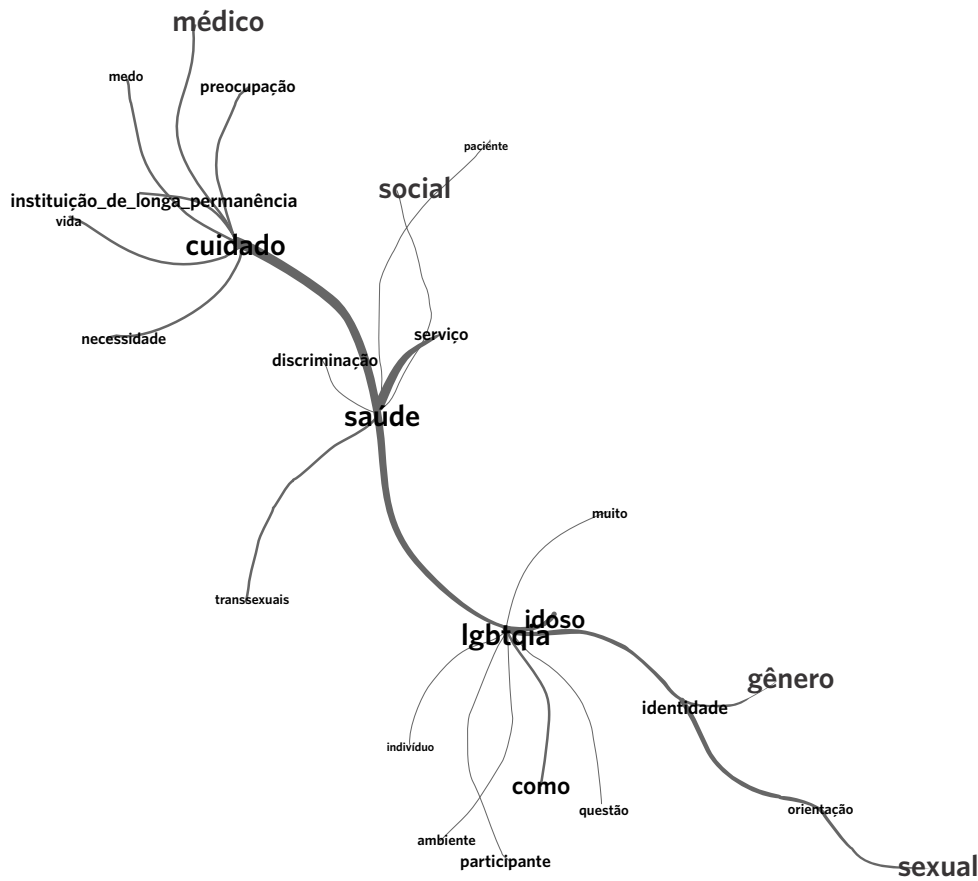 médico
medo
preocupação
paciente
social
instituição_de_longa_permanência
vida
cuidado
serviço
necessidade
discriminação
saúde
muito
transsexuais
idoso
lgbtqia
gênero
identidade
indivíduo
como
questão
orientação
ambiente
participante
sexual